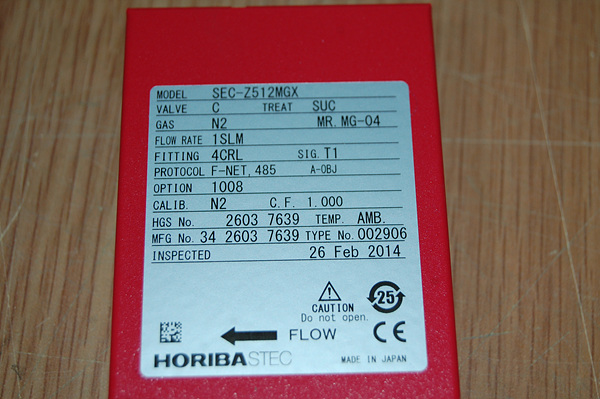 MODEL SEC-Z512MGX
VALVE C TREAT SUC
GAS N2 MR. MG-04
FLOW RATE 1SLM
FITTING 4CRL SIG. T1
PROTOCOL F-NET, 485 A-OBJ
OPTION 1008
CALIB. N2 C.F. 1.000
HGS No. 2603 7639 TEMP. AMB.
MFG No. 34 2603 7639 TYPE No. 002906
INSPECTED 26 Feb 2014
CAUTION
Do not open.
25
FLOW CE
HORIBASTEC MADE IN JAPAN